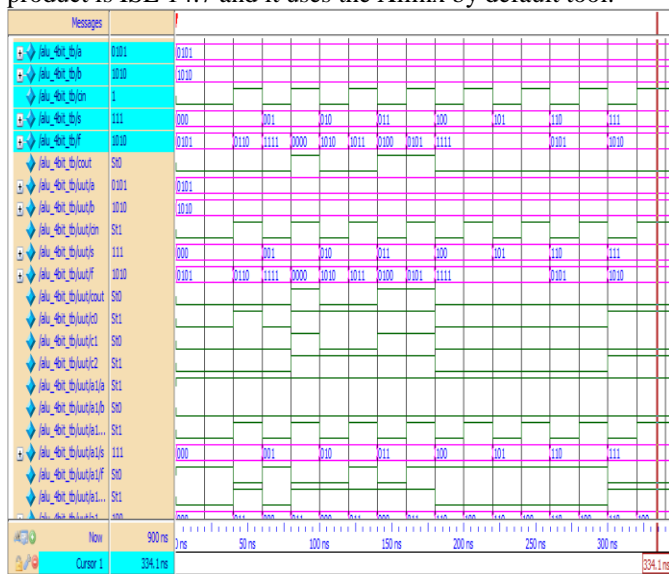 product is ISE 14.7 and it uses the Xilinx by default tool.
Messages
/alu_4bit_tb/a 0101 0101
/alu_4bit_tb/b 1010 1010
/alu_4bit_tb/cin 1
/alu_4bit_tb/s 111 000 001 010 011 100 101 110 111
/alu_4bit_tb/f 1010 0101 0110 1111 0000 1010 1011 0100 0101 1111 0101 1010
/alu_4bit_tb/cout St0
/alu_4bit_tb/uut/a 0101 0101
/alu_4bit_tb/uut/b 1010 1010
/alu_4bit_tb/uut/cin St1
/alu_4bit_tb/uut/s 111 000 001 010 011 100 101 110 111
/alu_4bit_tb/uut/f 1010 0101 0110 1111 0000 1010 1011 0100 0101 1111 0101 1010
/alu_4bit_tb/uut/cout St0
/alu_4bit_tb/uut/c0 St1
/alu_4bit_tb/uut/c1 St0
/alu_4bit_tb/uut/c2 St1
/alu_4bit_tb/uut/a1/a St1
/alu_4bit_tb/uut/a1/b St0
/alu_4bit_tb/uut/a1... St1
/alu_4bit_tb/uut/a1/s 111 000 001 010 011 100 101 110 111
/alu_4bit_tb/uut/a1/f St0
/alu_4bit_tb/uut/a1... St1
Now 900 ns
ns 50 ns 100 ns 150 ns 200 ns 250 ns 300 ns
Cursor 1 334.1 ns 334.1 ns